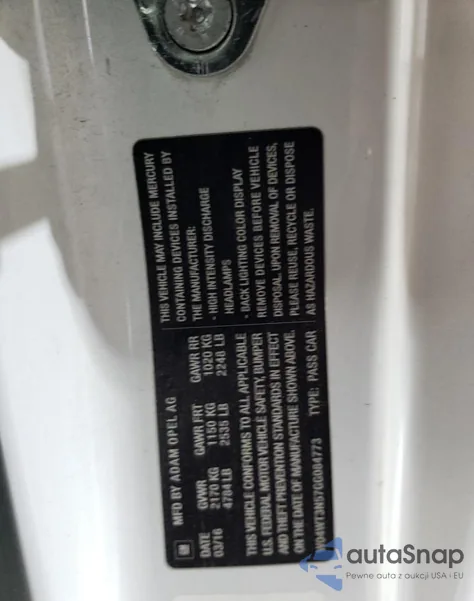 MFD BY ADAM OPEL AG
DATE GVWR GAWR FRT GAWR RR
03/16 2170 KG 1150 KG 1020 KG
4784 LB 2535 LB 2248 LB
THIS VEHICLE CONFORMS TO ALL APPLICABLE
U.S. FEDERAL MOTOR VEHICLE SAFETY, BUMPER
AND THEFT PREVENTION STANDARDS IN EFFECT
ON THE DATE OF MANUFACTURE SHOWN ABOVE.
W04WT3N57GG084773 TYPE: PASS CAR
THIS VEHICLE MAY INCLUDE MERCURY
CONTAINING DEVICES INSTALLED BY
THE MANUFACTURER:
• HIGH INTENSITY DISCHARGE
HEADLAMPS
• BACK LIGHTING COLOR DISPLAY
REMOVE DEVICES BEFORE VEHICLE
DISPOSAL. UPON REMOVAL OF DEVICES,
PLEASE REUSE, RECYCLE OR DISPOSE
AS HAZARDOUS WASTE.
GM
autaSnap
Pewne auta z aukcji USA i EU